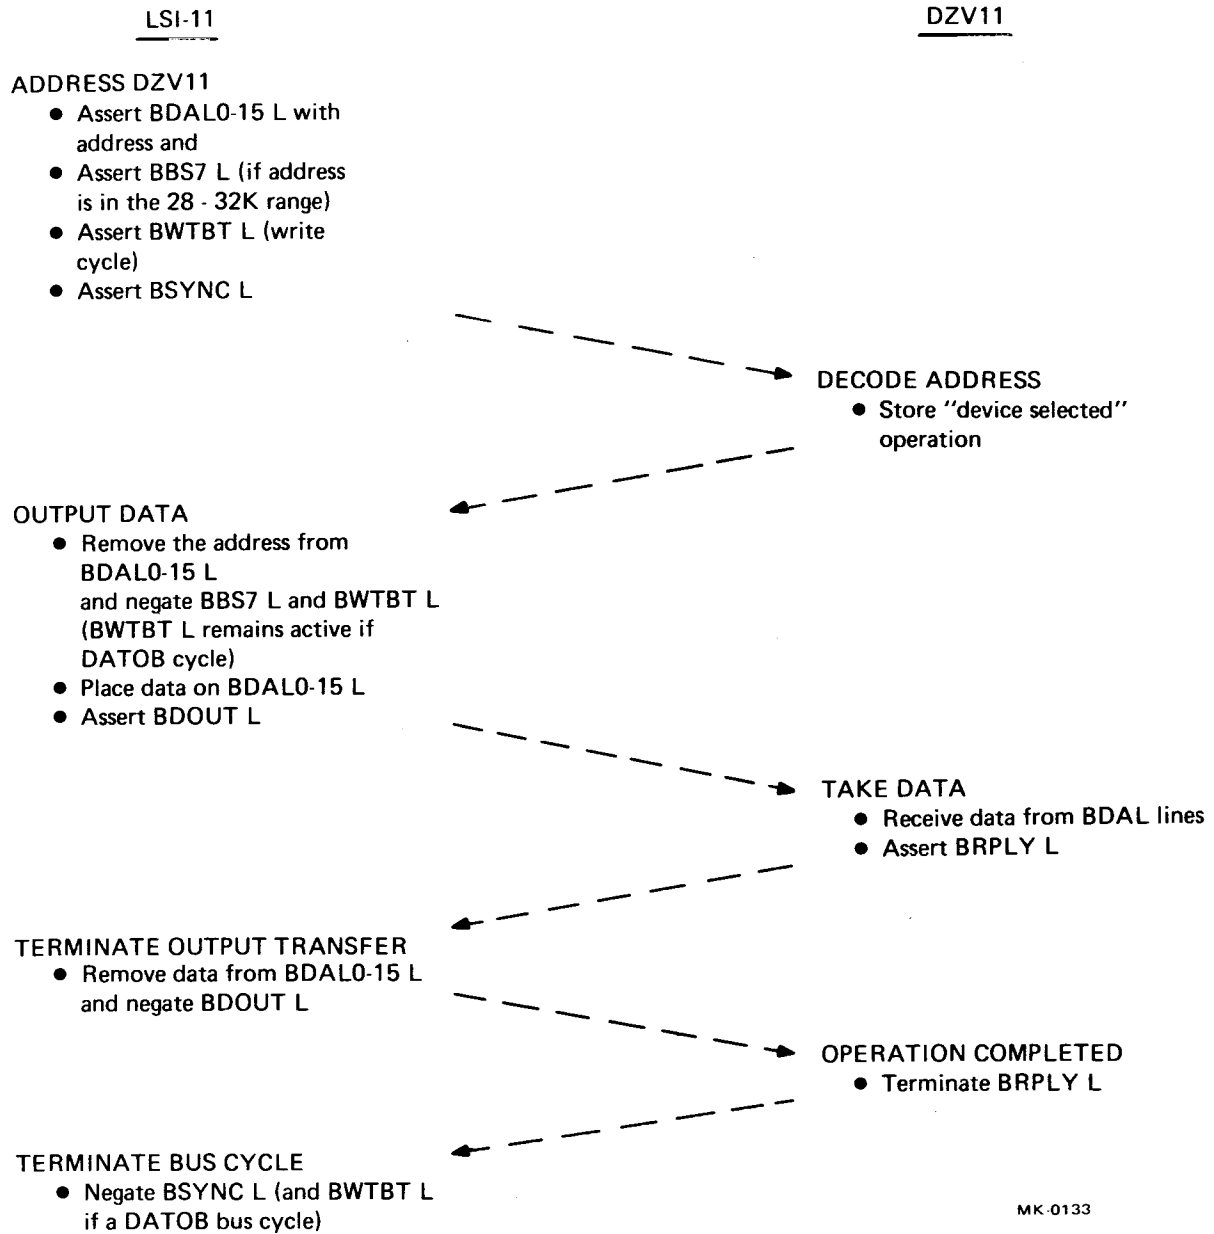 LSI-11
DZV11
ADDRESS DZV11
● Assert BDAL0-15 L with
address and
● Assert BBS7 L (if address
is in the 28 - 32K range)
● Assert BWTBT L (write
cycle)
● Assert BSYNC L
DECODE ADDRESS
● Store "device selected"
operation
OUTPUT DATA
● Remove the address from
BDAL0-15 L
and negate BBS7 L and BWTBT L
(BWTBT L remains active if
DATOB cycle)
● Place data on BDAL0-15 L
● Assert BDOUT L
TAKE DATA
● Receive data from BDAL lines
● Assert BRPLY L
TERMINATE OUTPUT TRANSFER
● Remove data from BDAL0-15 L
and negate BDOUT L
OPERATION COMPLETED
● Terminate BRPLY L
TERMINATE BUS CYCLE
● Negate BSYNC L (and BWTBT L
if a DATOB bus cycle)
MK-0133